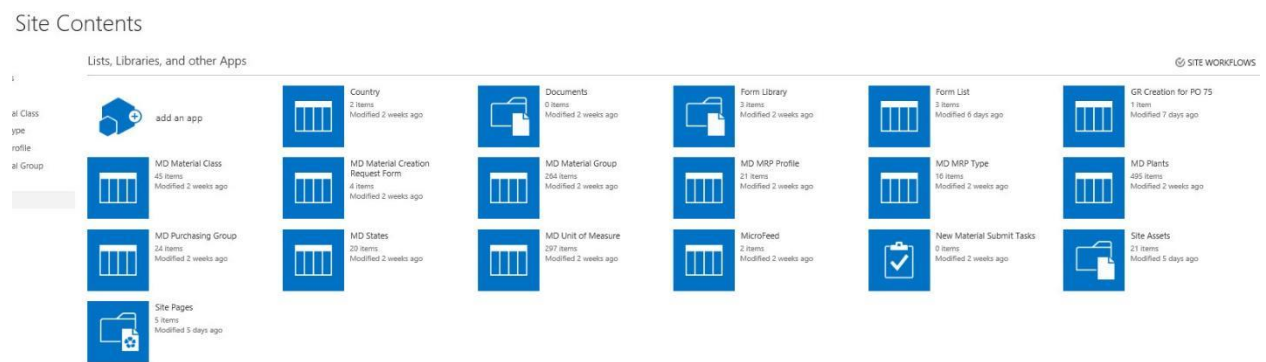 Site Contents
Lists, Libraries, and other Apps
SITE WORKFLOWS
al Class
ype
rofile
al Group
add an app
Country
2 items
Modified 2 weeks ago
Documents
0 items
Modified 2 weeks ago
Form Library
3 items
Modified 2 weeks ago
Form List
3 items
Modified 6 days ago
GR Creation for PO 75
1 item
Modified 7 days ago
MD Material Class
45 items
Modified 2 weeks ago
MD Material Creation
Request Form
4 items
Modified 2 weeks ago
MD Material Group
264 items
Modified 2 weeks ago
MD MRP Profile
21 items
Modified 2 weeks ago
MD MRP Type
16 items
Modified 2 weeks ago
MD Plants
495 items
Modified 2 weeks ago
MD Purchasing Group
24 items
Modified 2 weeks ago
MD States
20 items
Modified 2 weeks ago
MD Unit of Measure
297 items
Modified 2 weeks ago
MicroFeed
2 items
Modified 2 weeks ago
New Material Submit Tasks
0 items
Modified 2 weeks ago
Site Assets
21 items
Modified 5 days ago
Site Pages
5 items
Modified 5 days ago